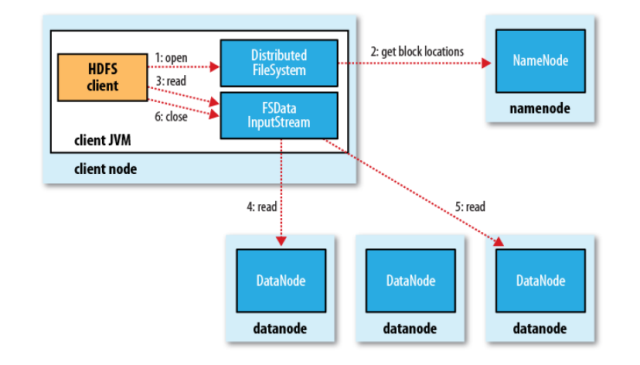 HDFS
client
1: open
3: read
6: close
Distributed
FileSystem
FSData
InputStream
client JVM
client node
2: get block locations
NameNode
namenode
4: read
5: read
DataNode
datanode
DataNode
datanode
DataNode
datanode